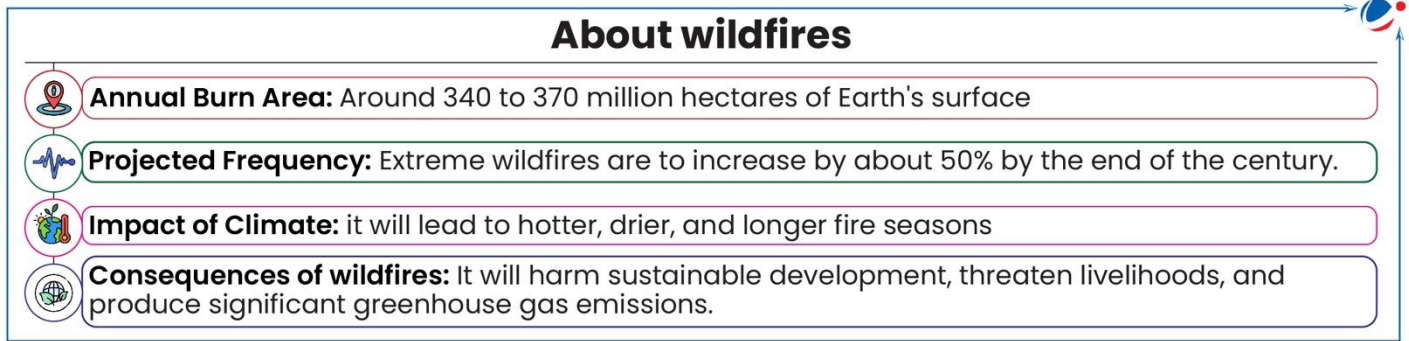 About wildfires
Annual Burn Area: Around 340 to 370 million hectares of Earth's surface
Projected Frequency: Extreme wildfires are to increase by about 50% by the end of the century.
Impact of Climate: it will lead to hotter, drier, and longer fire seasons
Consequences of wildfires: It will harm sustainable development, threaten livelihoods, and
produce significant greenhouse gas emissions.